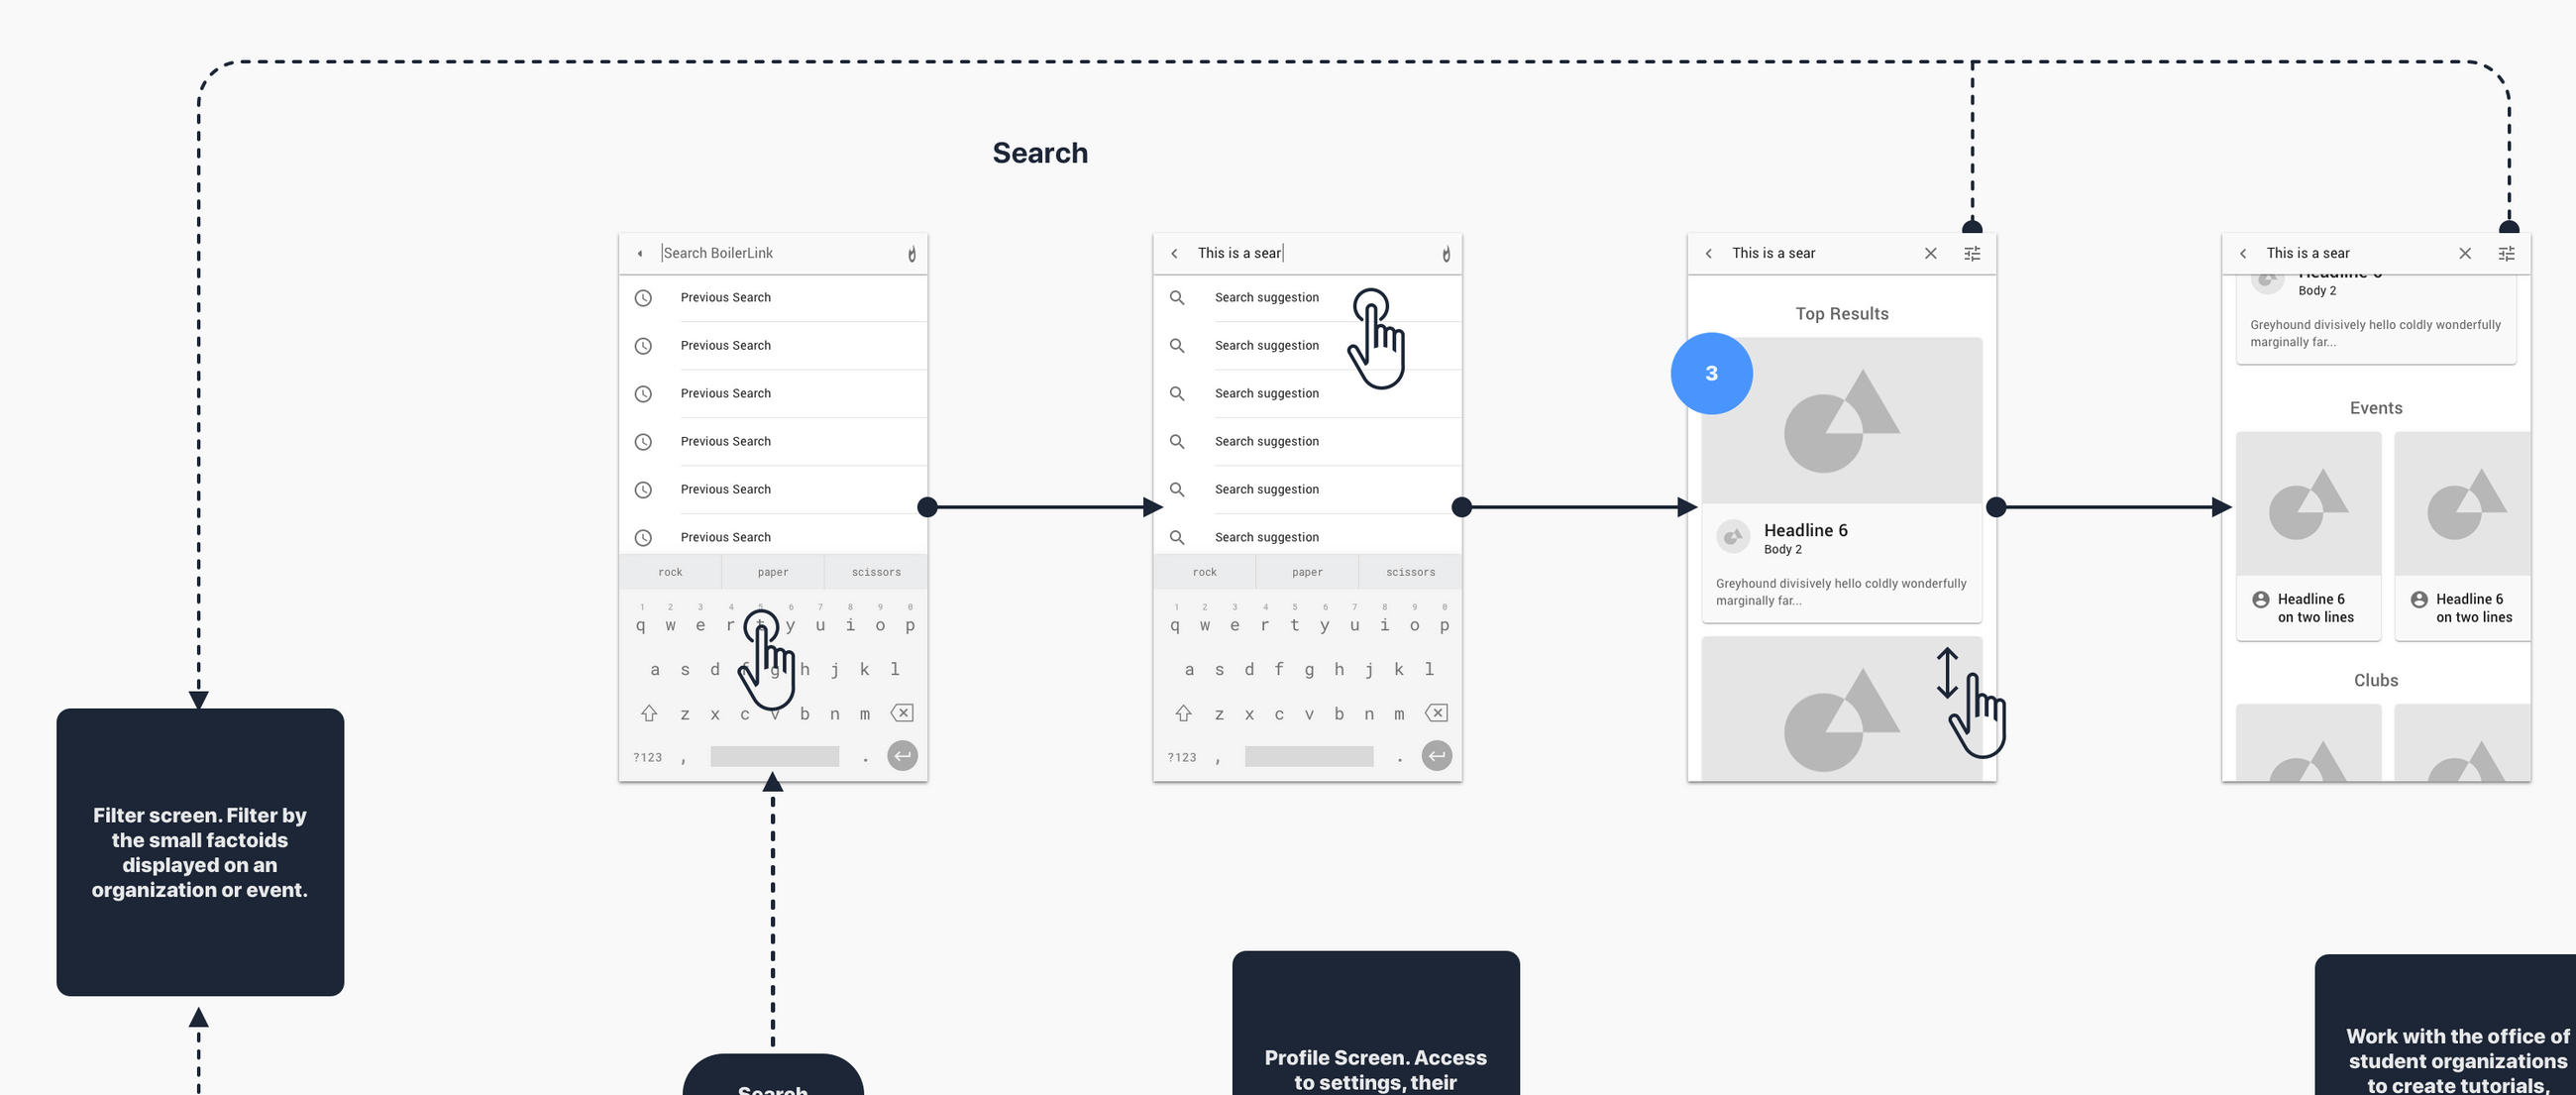 Search
Search BoilerLink
Previous Search
Previous Search
Previous Search
Previous Search
Previous Search
Previous Search
rock paper scissors
1 2 3 4 5 6 7 8 9 0
q w e r t y u i o p
a s d f g h j k l
z x c v b n m
?123 , .
This is a sear
Search suggestion
Search suggestion
Search suggestion
Search suggestion
Search suggestion
Search suggestion
rock paper scissors
1 2 3 4 5 6 7 8 9 0
q w e r t y u i o p
a s d f g h j k l
z x c v b n m
?123 , .
This is a sear
Top Results
3
Headline 6
Body 2
Greyhound divisively hello coldly wonderfully
marginally far...
This is a sear
Headline 6
Body 2
Greyhound divisively hello coldly wonderfully
marginally far...
Events
Headline 6
on two lines
Headline 6
on two lines
Clubs
Filter screen. Filter by
the small factoids
displayed on an
organization or event.
Search
Profile Screen. Access
to settings, their
Work with the office of
student organizations
to create tutorials,